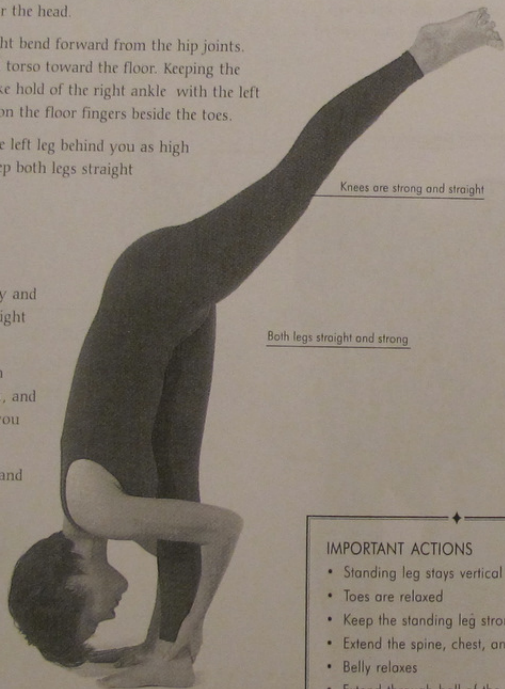 r the head.
ht bend forward from the hip joints.
torso toward the floor. Keeping the
ke hold of the right ankle with the left
on the floor fingers beside the toes.
e left leg behind you as high
ep both legs straight
Knees are strong and straight
y and
ight
Both legs straight and strong
n
, and
ou
and
IMPORTANT ACTIONS
• Standing leg stays vertical
• Toes are relaxed
• Keep the standing leg stro
• Extend the spine, chest, an
• Belly relaxes